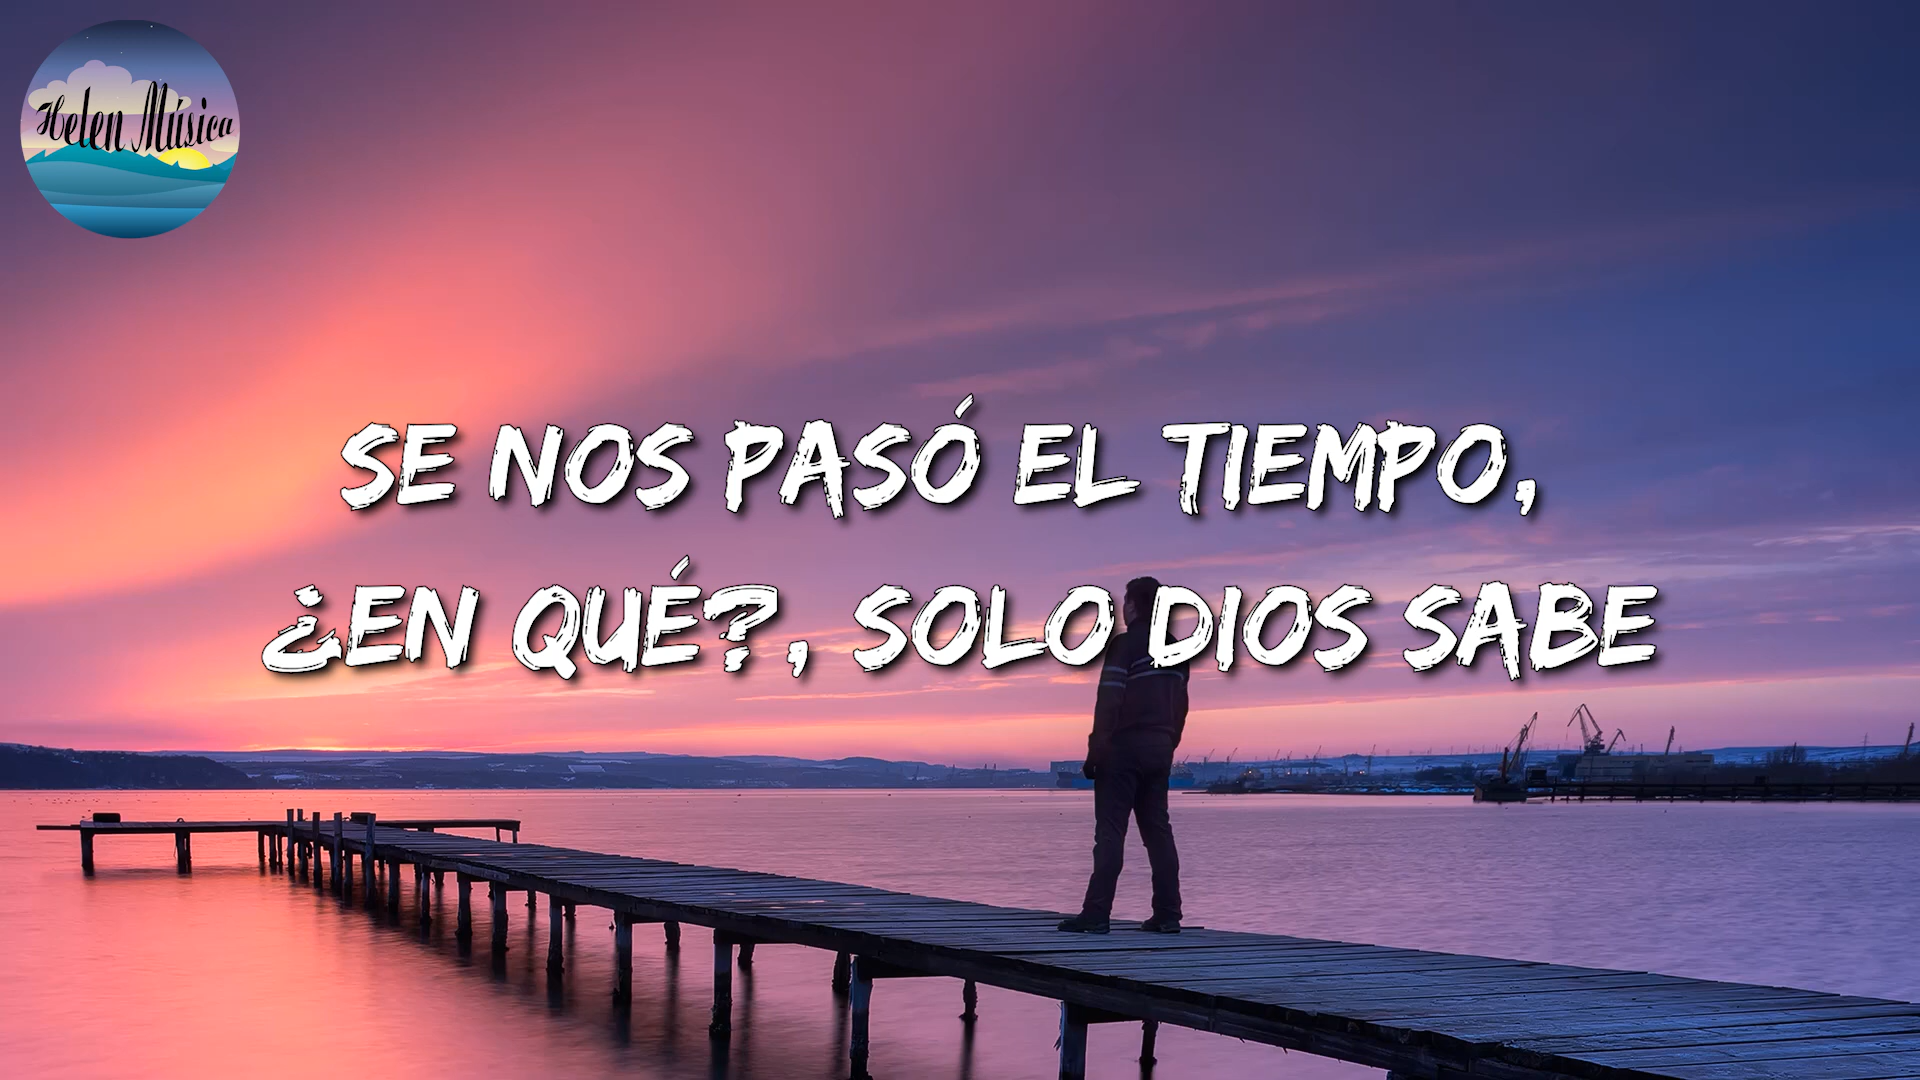 Helen Música
SE NOS PASÓ EL TIEMPO,
¿EN QUÉ?, SOLO DIOS SABE